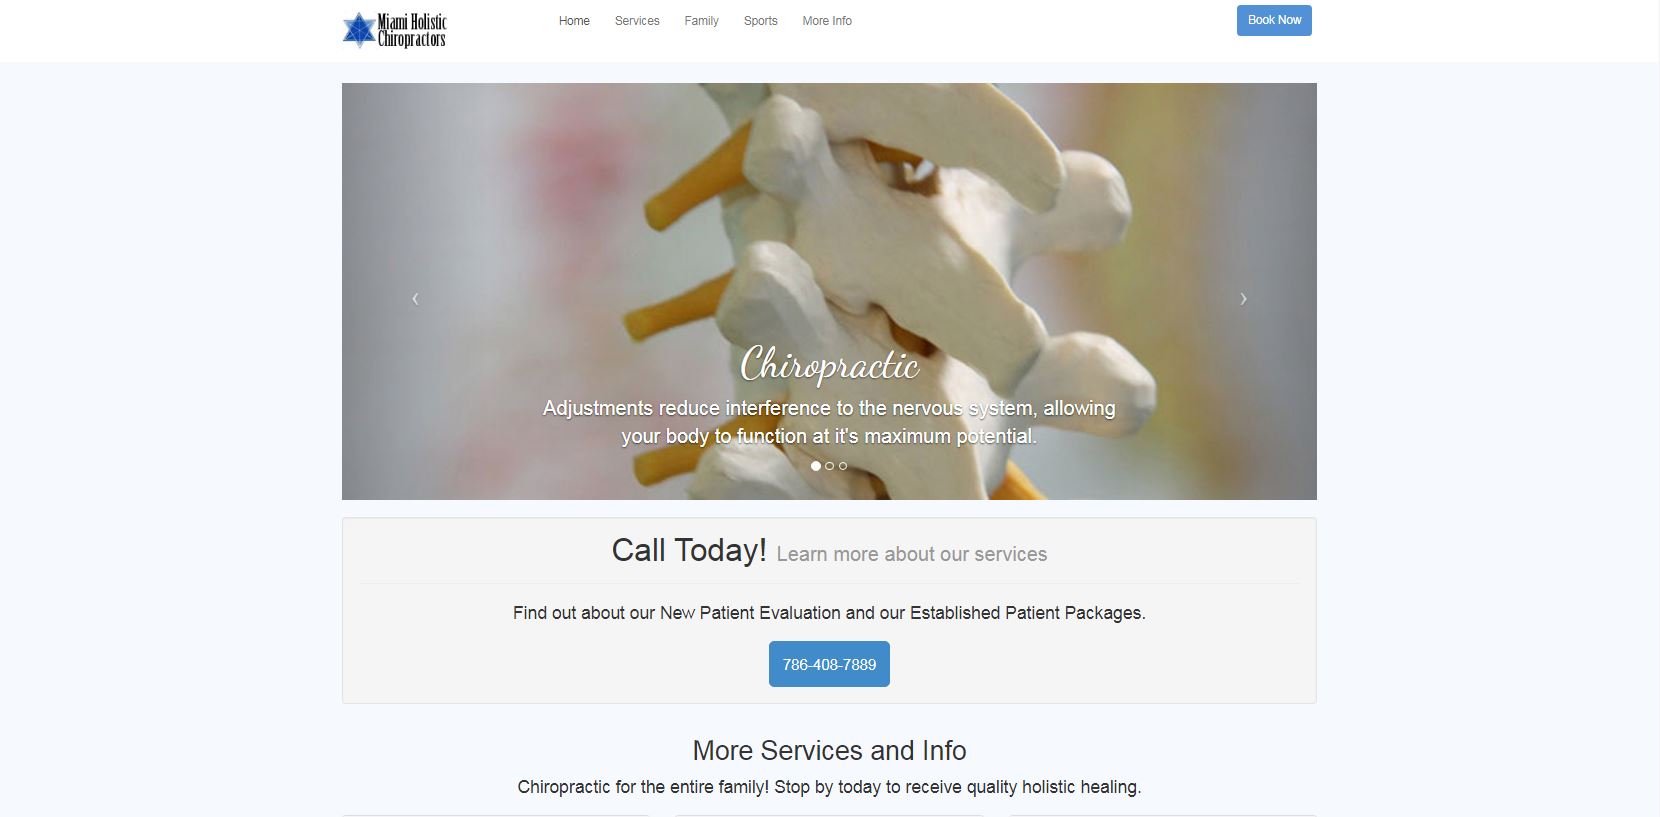 Miami Holistic
Chiropractors
Home Services Family Sports More Info
Book Now
Chiropractic
Adjustments reduce interference to the nervous system, allowing
your body to function at it's maximum potential.
Call Today! Learn more about our services
Find out about our New Patient Evaluation and our Established Patient Packages.
786-408-7889
More Services and Info
Chiropractic for the entire family! Stop by today to receive quality holistic healing.